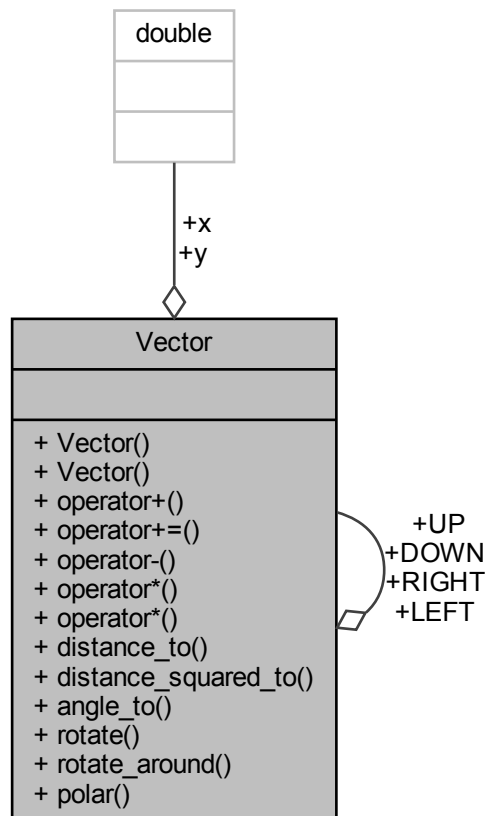 double
+x
+y
Vector
+ Vector()
+ Vector()
+ operator+()
+ operator+=()
+ operator-()
+ operator*()
+ operator*()
+ distance_to()
+ distance_squared_to()
+ angle_to()
+ rotate()
+ rotate_around()
+ polar()
+UP
+DOWN
+RIGHT
+LEFT